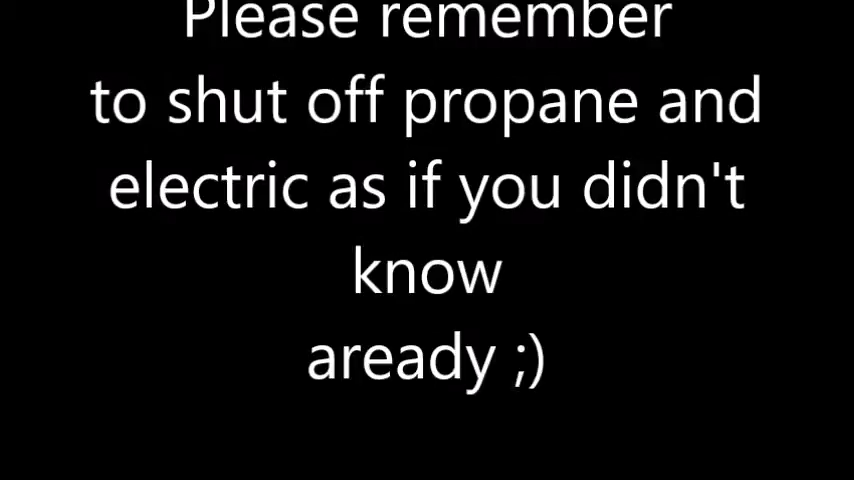 Please remember
to shut off propane and
electric as if you didn't
know
aready ;)